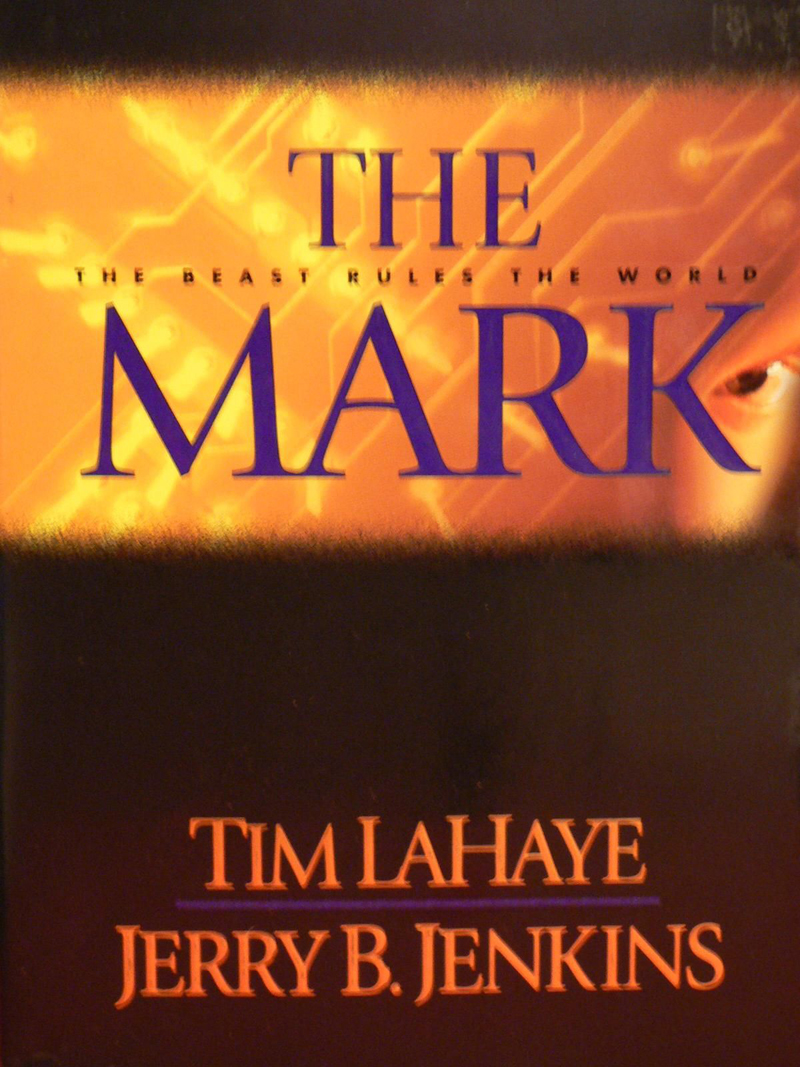 THE
THE BEAST RULES THE WORLD
MARK
TIM LAHAYE
JERRY B. JENKINS